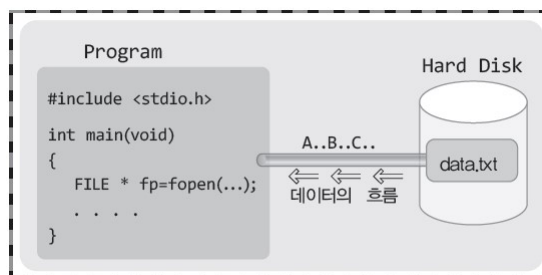 Program
#include <stdio.h>
int main(void)
{
FILE * fp=fopen(...);
. . . .
}
A..B..C..
데이터의 흐름
Hard Disk
data,txt